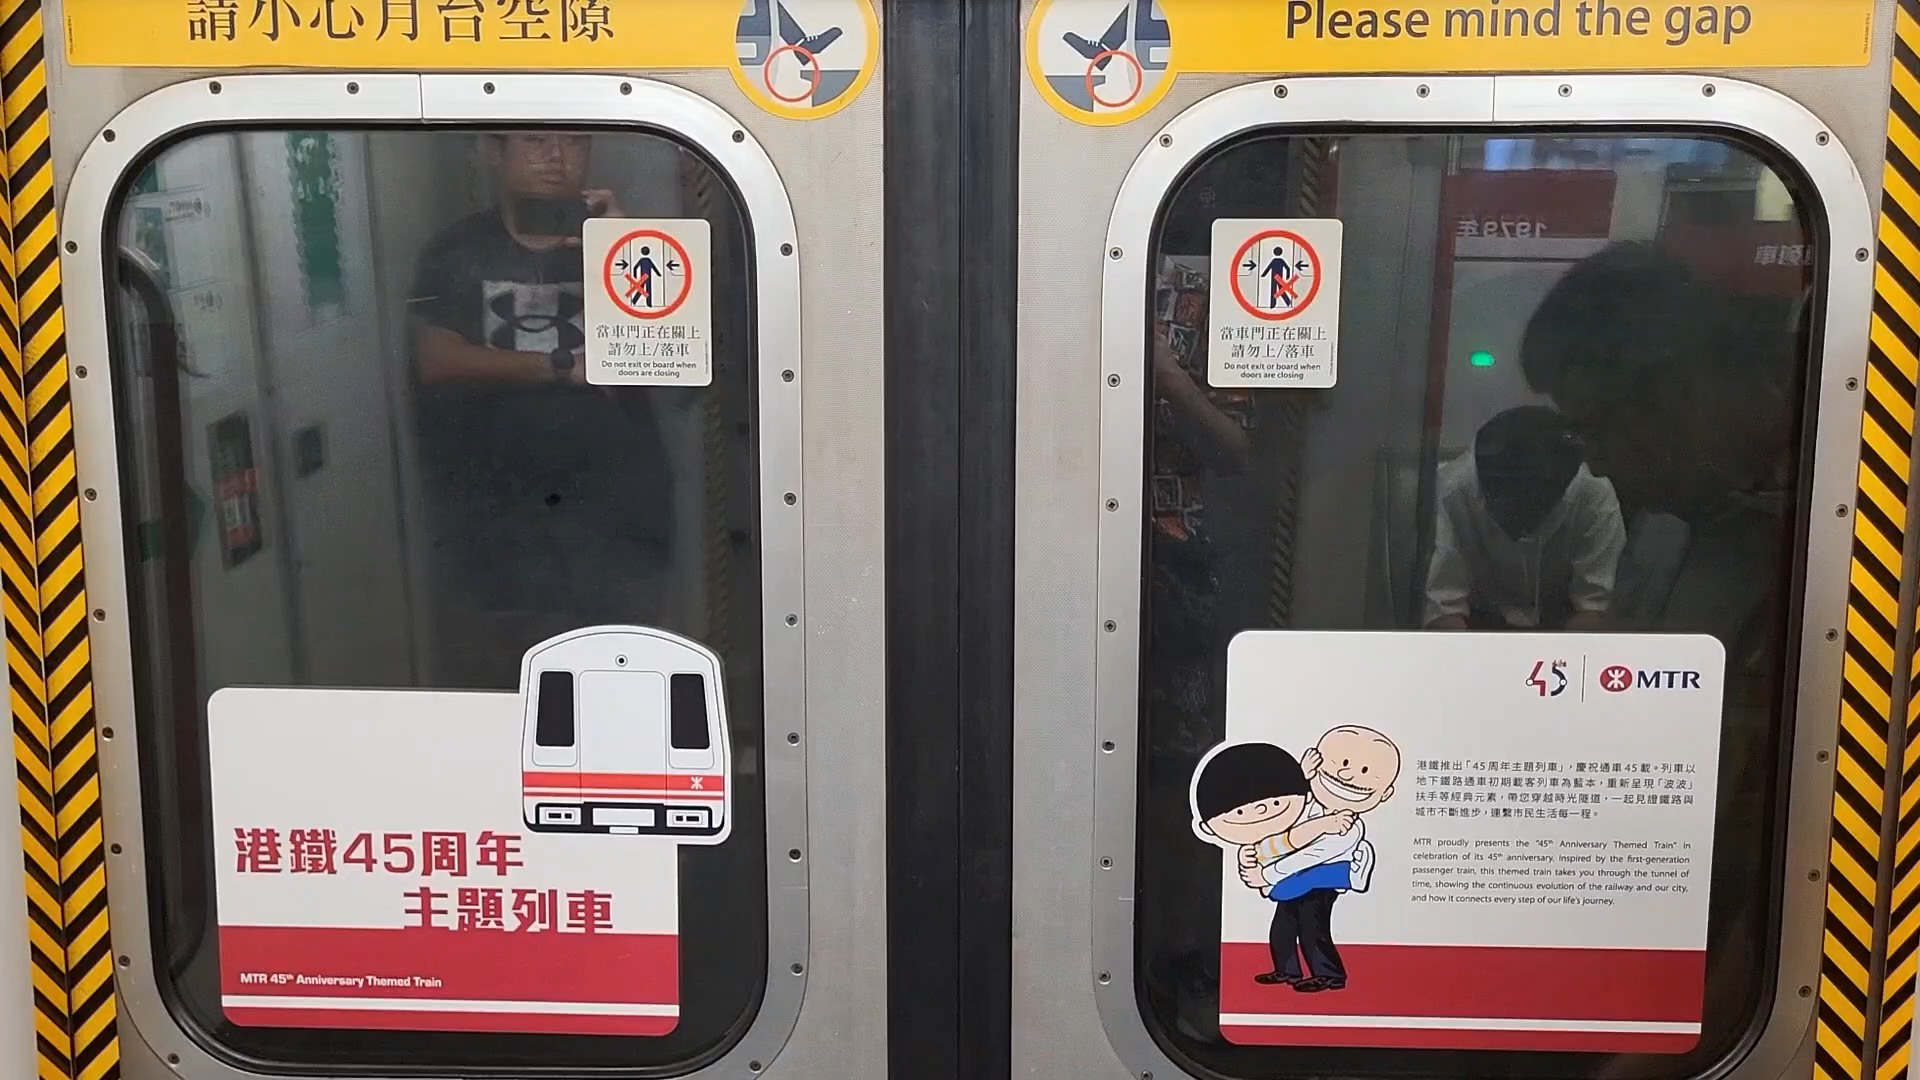 請小心月台空隙
Please mind the gap
當車門正在關上
請勿上/落車
Do not exit or board when
doors are closing
當車門正在關上
請勿上/落車
Do not exit or board when
doors are closing
1979年
列車
港鐵45周年
主題列車
MTR 45th Anniversary Themed Train
45
MTR
港鐵推出「45周年主題列車」，慶祝通車45載。列車以
地下鐵路通車初期載客列車為藍本，重新呈現「波波」
扶手等經典元素，帶您穿越時光隧道，一起見證鐵路與
城市不斷進步，連繫市民生活每一程。
MTR proudly presents the "45th Anniversary Themed Train" in
celebration of its 45th anniversary. Inspired by the first-generation
passenger train, this themed train takes you through the tunnel of
time, showing the continuous evolution of the railway and our city,
and how it connects every step of our life's journey.